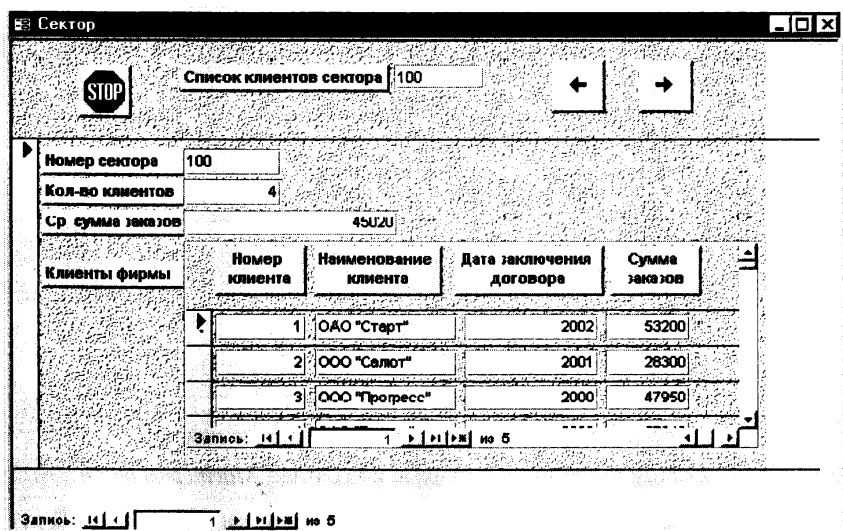 Сектор
STOP
Список клиентов сектора 100
Номер сектора 100
Кол-во клиентов 4
Ср сумма заказов 45020
Клиенты фирмы
Номер клиента Наименование клиента Дата заключения договора Сумма заказов
1 ОАО "Старт" 2002 53200
2 ООО "Салют" 2001 28300
3 ООО "Прогресс" 2000 47950
Запись: 1 из 5
Запись: 1 из 5